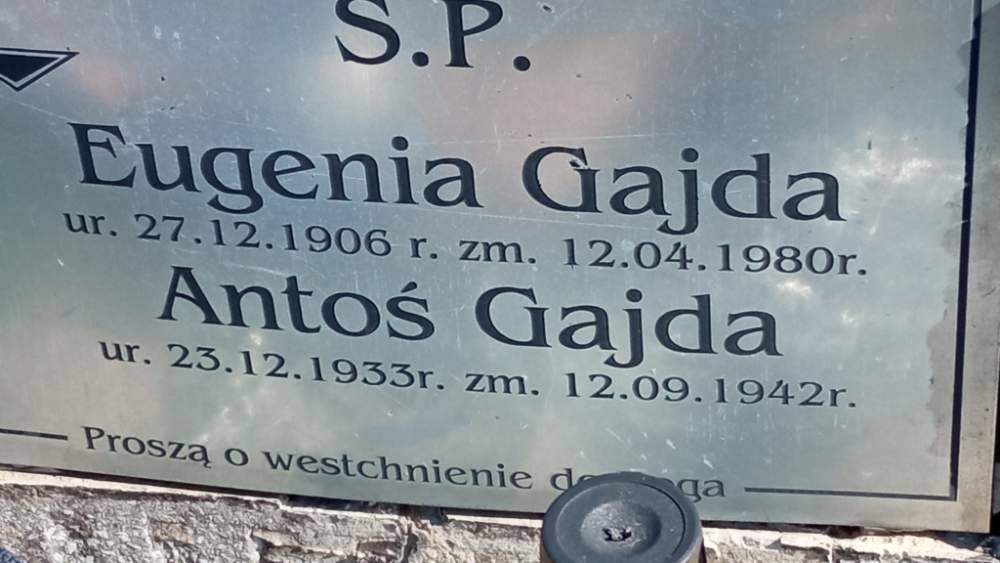 S.P.
Eugenia Gajda
ur. 27.12.1906 r. zm. 12.04.1980r.
Antoś Gajda
ur. 23.12.1933r. zm. 12.09.1942r.
Proszą o westchnienie